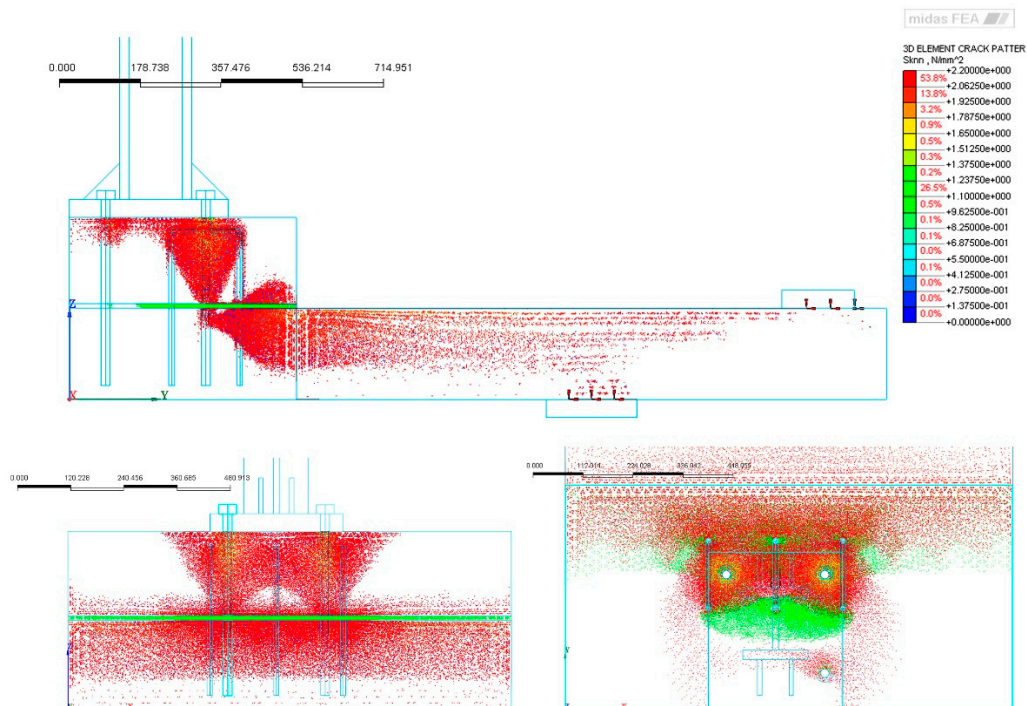 midas FEA
3D ELEMENT CRACK PATTER
Sknn , N/mm^2
+2.20000e+000
53.8%
+2.06250e+000
13.8%
+1.92500e+000
3.2%
+1.78750e+000
0.9%
+1.65000e+000
0.5%
+1.51250e+000
0.3%
+1.37500e+000
0.2%
+1.23750e+000
26.5%
+1.10000e+000
0.5%
+9.62500e-001
0.1%
+8.25000e-001
0.1%
+6.87500e-001
0.0%
+5.50000e-001
0.1%
+4.12500e-001
0.0%
+2.75000e-001
0.0%
+1.37500e-001
0.0%
+0.00000e+000
0.000 178.738 357.476 536.214 714.951
Z
X Y
0.000 120.228 240.456 360.685 480.913
0.000 224.028